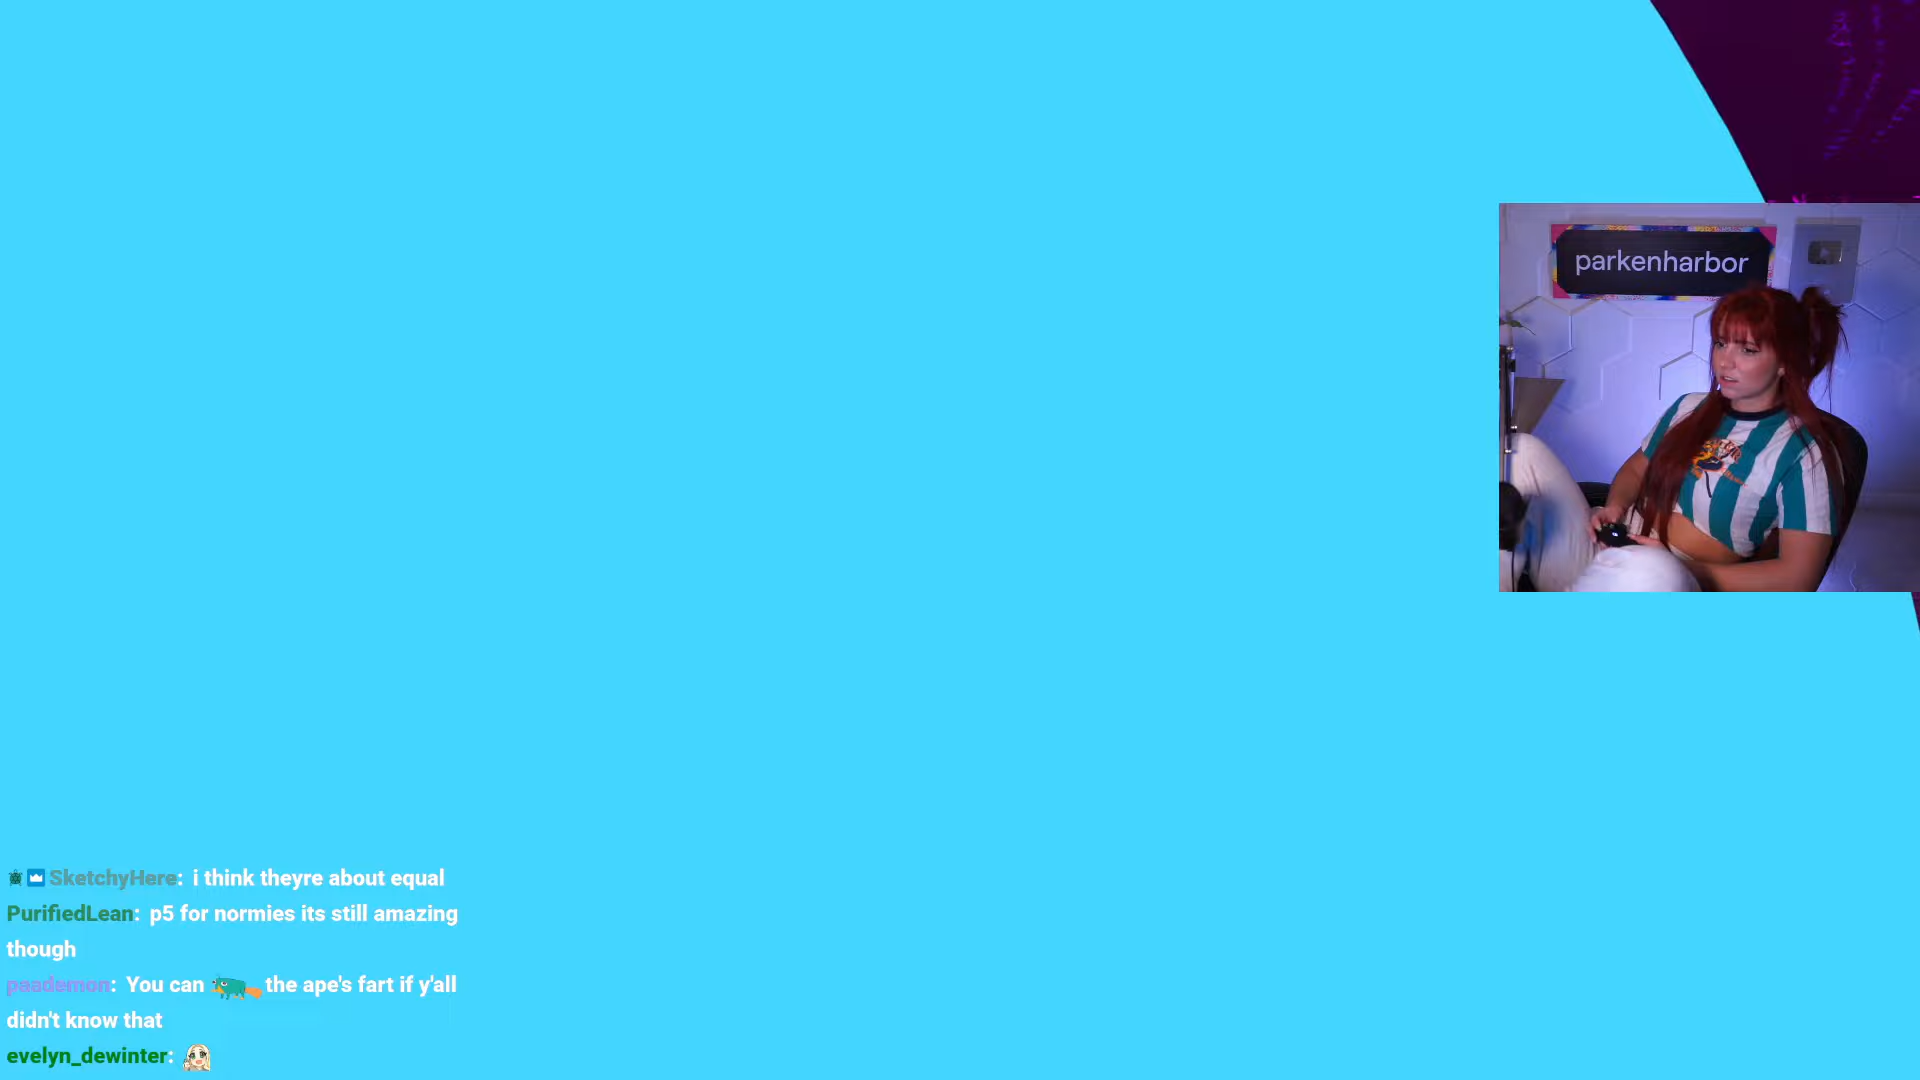 parkenharbor
SketchyHere: i think theyre about equal
PurifiedLean: p5 for normies its still amazing
though
paademon: You can the ape's fart if y'all
didn't know that
evelyn_dewinter: